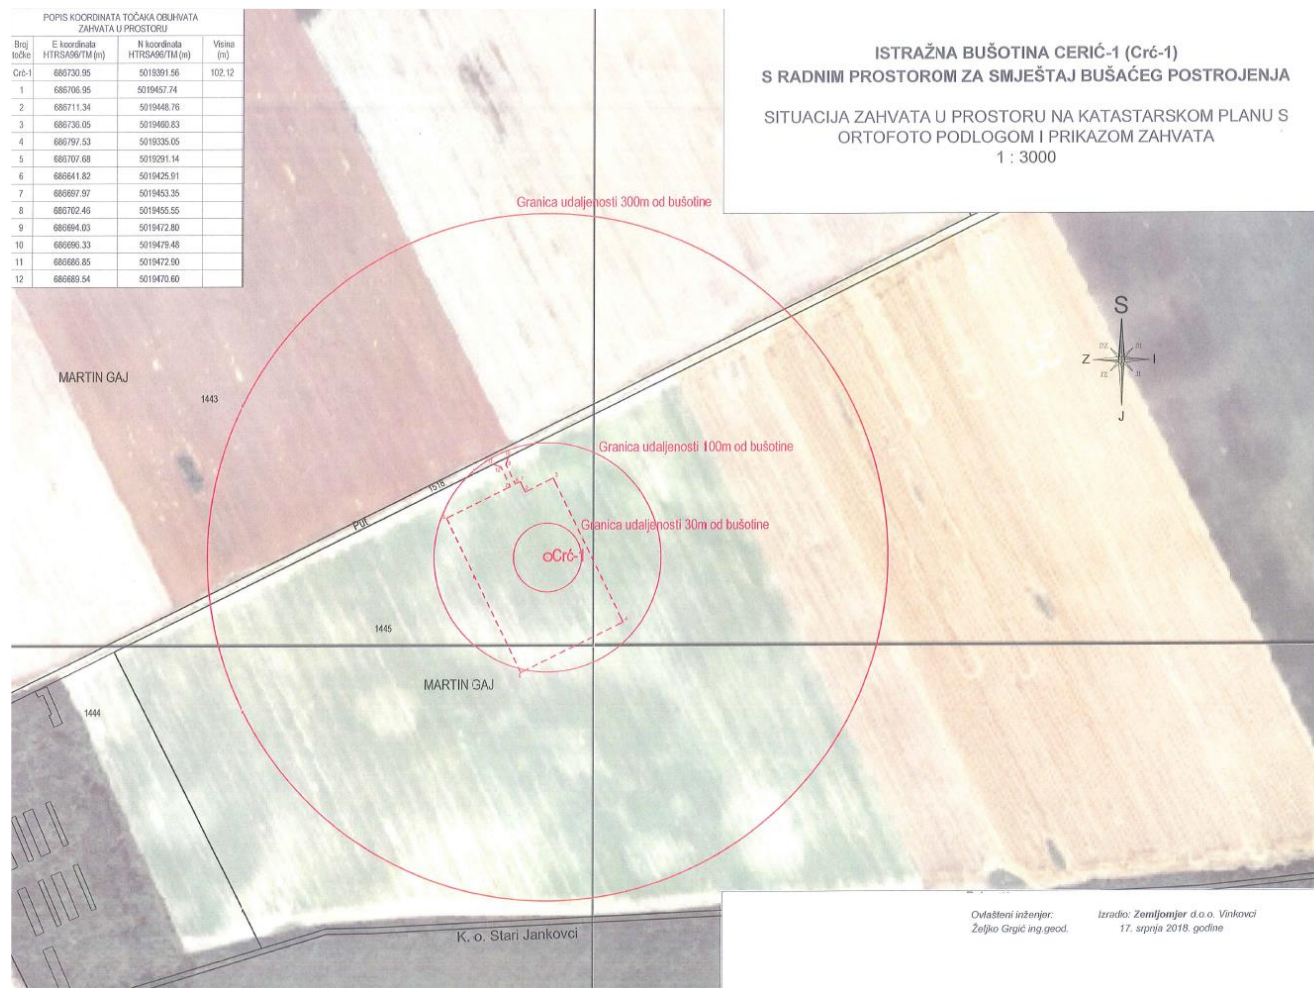 POPIS KOORDINATA TOČAKA OBUHVATA
ZAHVATA U PROSTORU
Broj točke E koordinata HTRSA96/TM (m) N koordinata HTRSA96/TM (m) Visina (m)
Crć-1 686730.95 5019391.56 102.12
1 686706.95 5019457.74
2 686711.34 5019448.76
3 686736.05 5019460.83
4 686797.53 5019335.05
5 686707.68 5019291.14
6 686641.82 5019425.91
7 686697.97 5019453.35
8 686702.46 5019455.55
9 686694.03 5019472.80
10 686696.33 5019479.48
11 686686.85 5019472.90
12 686689.54 5019470.60
ISTRAŽNA BUŠOTINA CERIĆ-1 (Crć-1)
S RADNIM PROSTOROM ZA SMJEŠTAJ BUŠAĆEG POSTROJENJA
SITUACIJA ZAHVATA U PROSTORU NA KATASTARSKOM PLANU S
ORTOFOTO PODLOGOM I PRIKAZOM ZAHVATA
1 : 3000
Granica udaljenosti 300m od bušotine
S
Z
I
J
MARTIN GAJ
1443
Granica udaljenosti 100m od bušotine
1518
Put
Granica udaljenosti 30m od bušotine
Crć-1
1445
MARTIN GAJ
1444
K. o. Stari Jankovci
Ovlašteni inženjer:
Željko Grgić ing.geod.
Izradio: Zemljomjer d.o.o. Vinkovci
17. srpnja 2018. godine